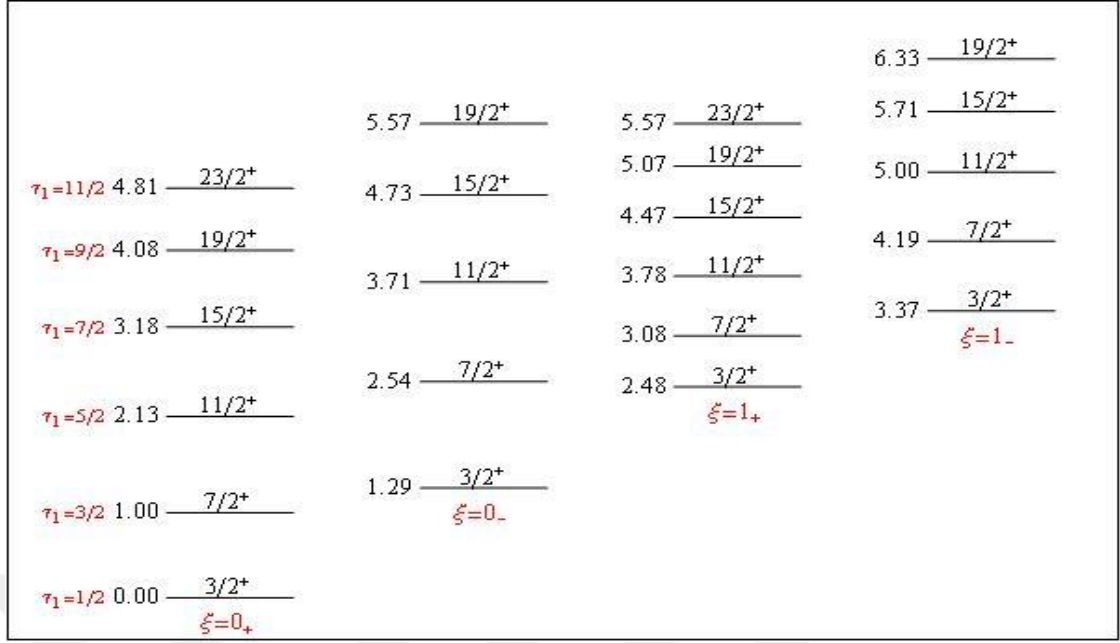 6.33 19/2⁺
5.71 15/2⁺
5.00 11/2⁺
4.19 7/2⁺
3.37 3/2⁺
ξ=1₋
5.57 23/2⁺
5.07 19/2⁺
4.47 15/2⁺
3.78 11/2⁺
3.08 7/2⁺
2.48 3/2⁺
ξ=1₊
5.57 19/2⁺
4.73 15/2⁺
3.71 11/2⁺
2.54 7/2⁺
1.29 3/2⁺
ξ=0₋
τ₁=11/2 4.81 23/2⁺
τ₁=9/2 4.08 19/2⁺
τ₁=7/2 3.18 15/2⁺
τ₁=5/2 2.13 11/2⁺
τ₁=3/2 1.00 7/2⁺
τ₁=1/2 0.00 3/2⁺
ξ=0₊